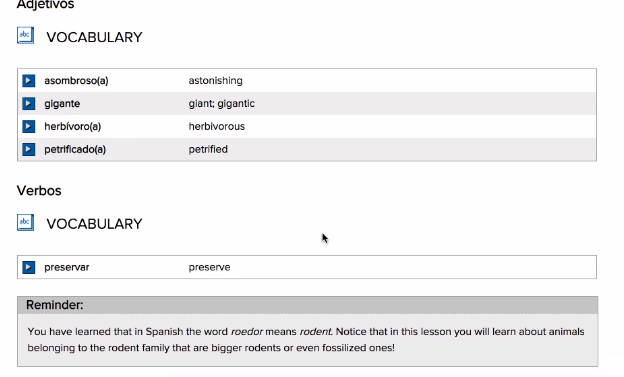 Adjetivos
abc VOCABULARY
asombroso(a) astonishing
gigante giant; gigantic
herbívoro(a) herbivorous
petrificado(a) petrified
Verbos
abc VOCABULARY
preservar preserve
Reminder:
You have learned that in Spanish the word roedor means rodent. Notice that in this lesson you will learn about animals
belonging to the rodent family that are bigger rodents or even fossilized ones!